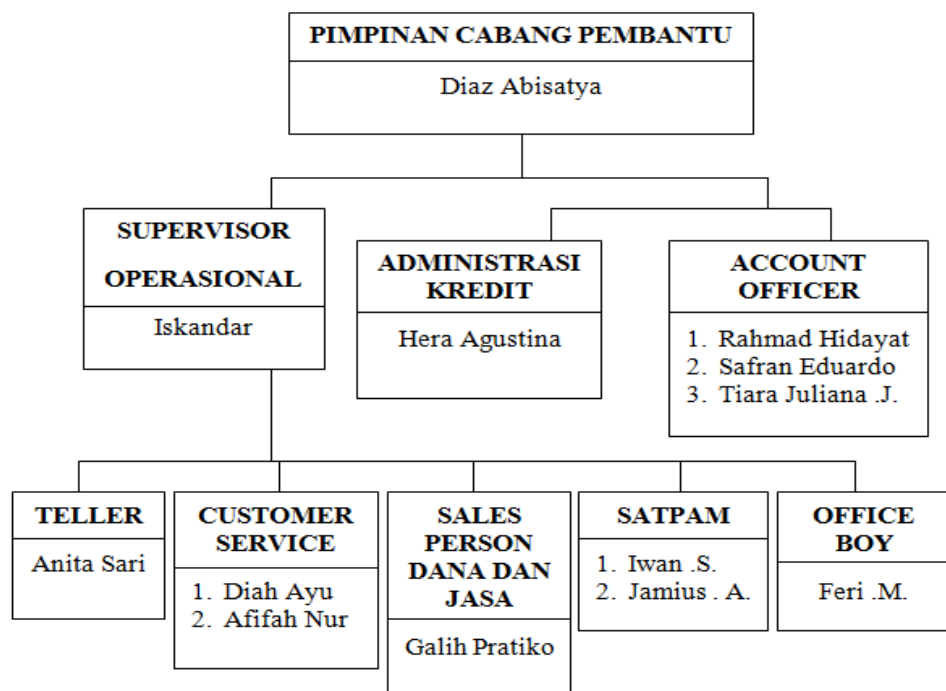 PIMPINAN CABANG PEMBANTU
Diaz Abisatya
SUPERVISOR
OPERASIONAL
Iskandar
ADMINISTRASI
KREDIT
Hera Agustina
ACCOUNT
OFFICER
1. Rahmad Hidayat
2. Safran Eduardo
3. Tiara Juliana .J.
TELLER
Anita Sari
CUSTOMER
SERVICE
1. Diah Ayu
2. Afifah Nur
SALES
PERSON
DANA DAN
JASA
Galih Pratiko
SATPAM
1. Iwan .S.
2. Jamius . A.
OFFICE
BOY
Feri .M.